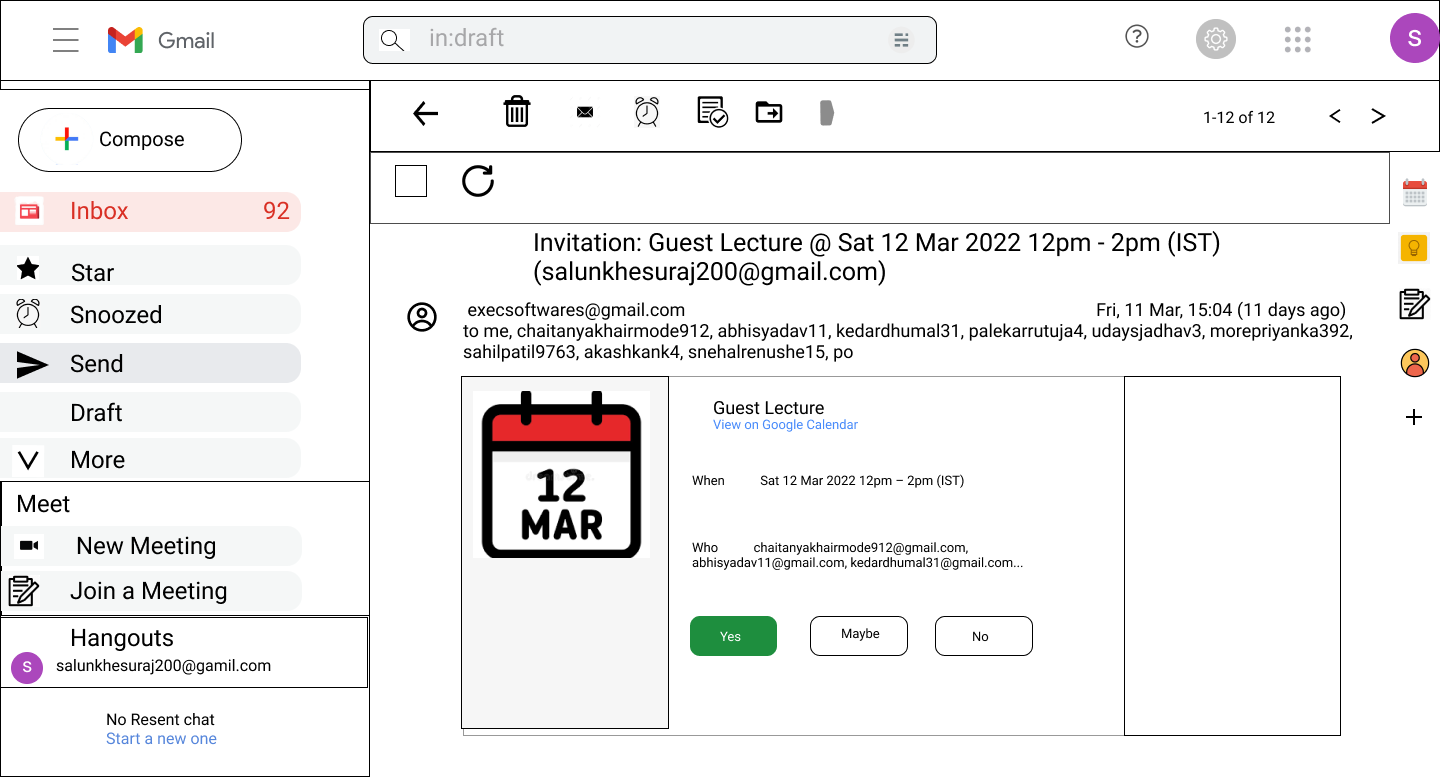 Gmail
in:draft
S
Compose
1-12 of 12
Inbox 92
Star
Snoozed
Send
Draft
More
Meet
New Meeting
Join a Meeting
Hangouts
S
salunkhesuraj200@gamil.com
No Resent chat
Start a new one
Invitation: Guest Lecture @ Sat 12 Mar 2022 12pm - 2pm (IST)
(salunkhesuraj200@gmail.com)
execsoftwares@gmail.com Fri, 11 Mar, 15:04 (11 days ago)
to me, chaitanyakhairmode912, abhisyadav11, kedardhumal31, palekarrutuja4, udaysjadhav3, morepriyanka392,
sahilpatil9763, akashkank4, snehalrenushe15, po
12
MAR
Guest Lecture
View on Google Calendar
When Sat 12 Mar 2022 12pm – 2pm (IST)
Who chaitanyakhairmode912@gmail.com,
abhisyadav11@gmail.com, kedardhumal31@gmail.com...
Yes Maybe No